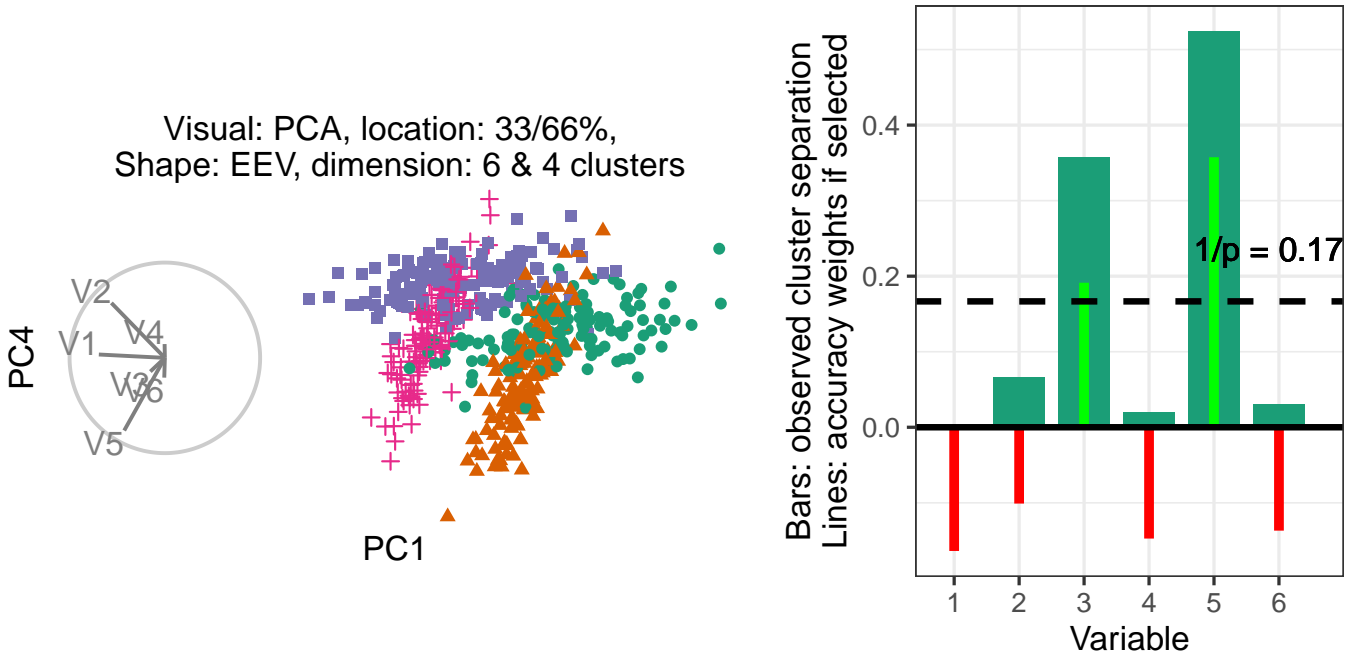 Visual: PCA, location: 33/66%,
Shape: EEV, dimension: 6 & 4 clusters
PC4
V2
V4
V1
V3
V6
V5
PC1
Bars: observed cluster separation
Lines: accuracy weights if selected
0.4
0.2
0.0
1/p = 0.17
1 2 3 4 5 6
Variable